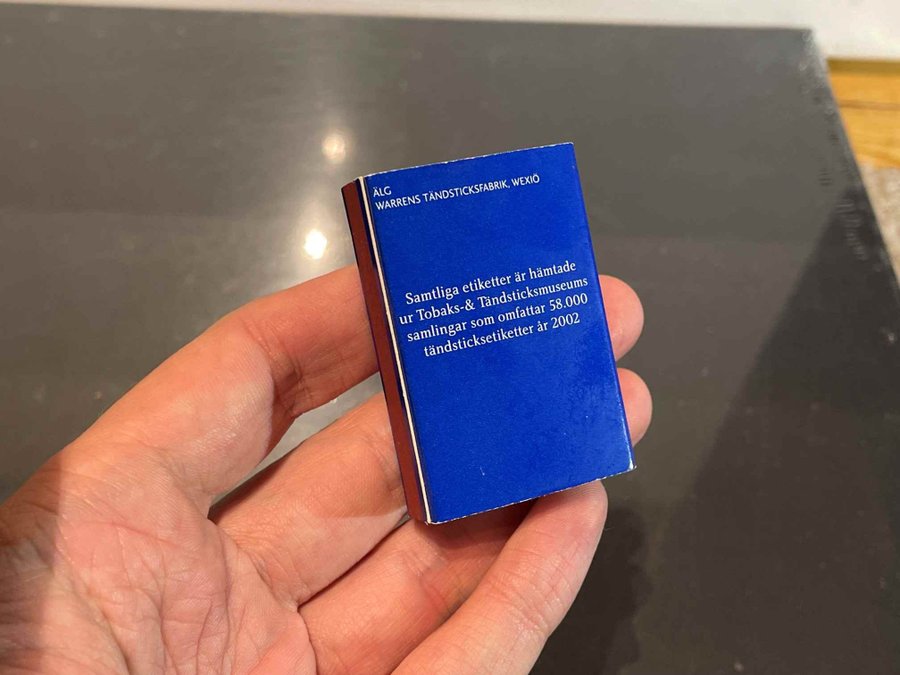 ÄLG
WARRENS TÄNDSTICKSFABRIK, WEXIÖ
Samtliga etiketter är hämtade
ur Tobaks-& Tändsticksmuseums
samlingar som omfattar 58.000
tändsticksetiketter år 2002